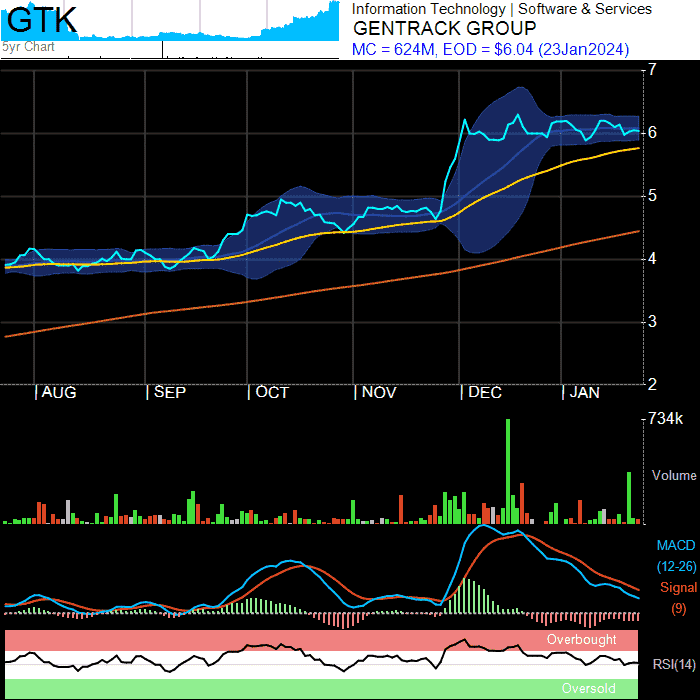 GTK
5yr Chart
Information Technology | Software & Services
GENTRACK GROUP
MC = 624M, EOD = $6.04 (23Jan2024)
7
6
5
4
3
2
AUG SEP OCT NOV DEC JAN
734k
Volume
MACD
(12-26)
Signal
(9)
Overbought
RSI(14)
Oversold